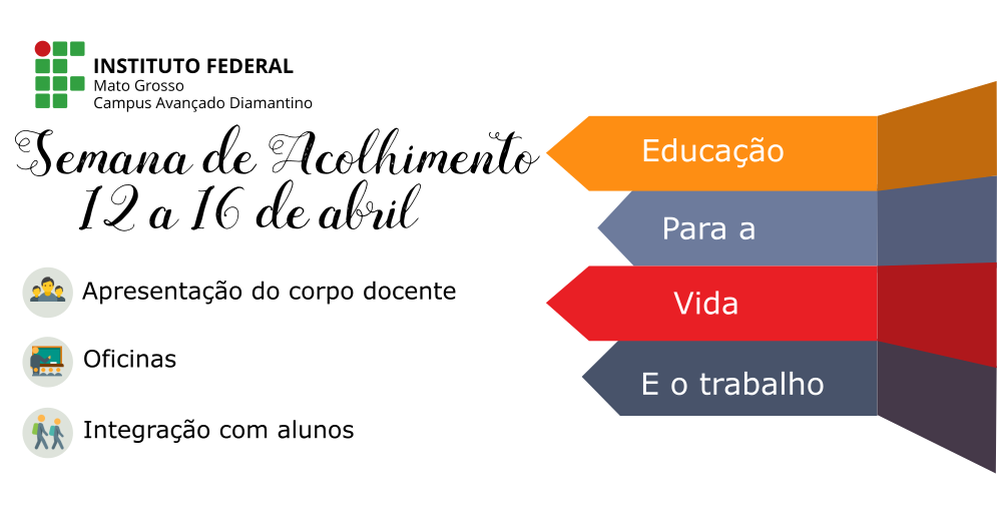 INSTITUTO FEDERAL
Mato Grosso
Campus Avançado Diamantino
Semana de Acolhimento
12 a 16 de abril
Apresentação do corpo docente
Oficinas
Integração com alunos
Educação
Para a
Vida
E o trabalho